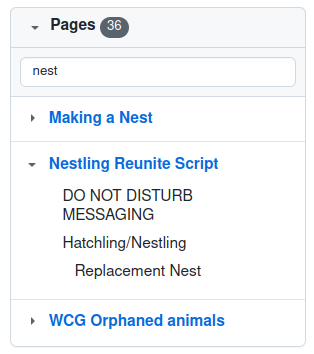 Pages 36
nest
Making a Nest
Nestling Reunite Script
DO NOT DISTURB
MESSAGING
Hatchling/Nestling
Replacement Nest
WCG Orphaned animals